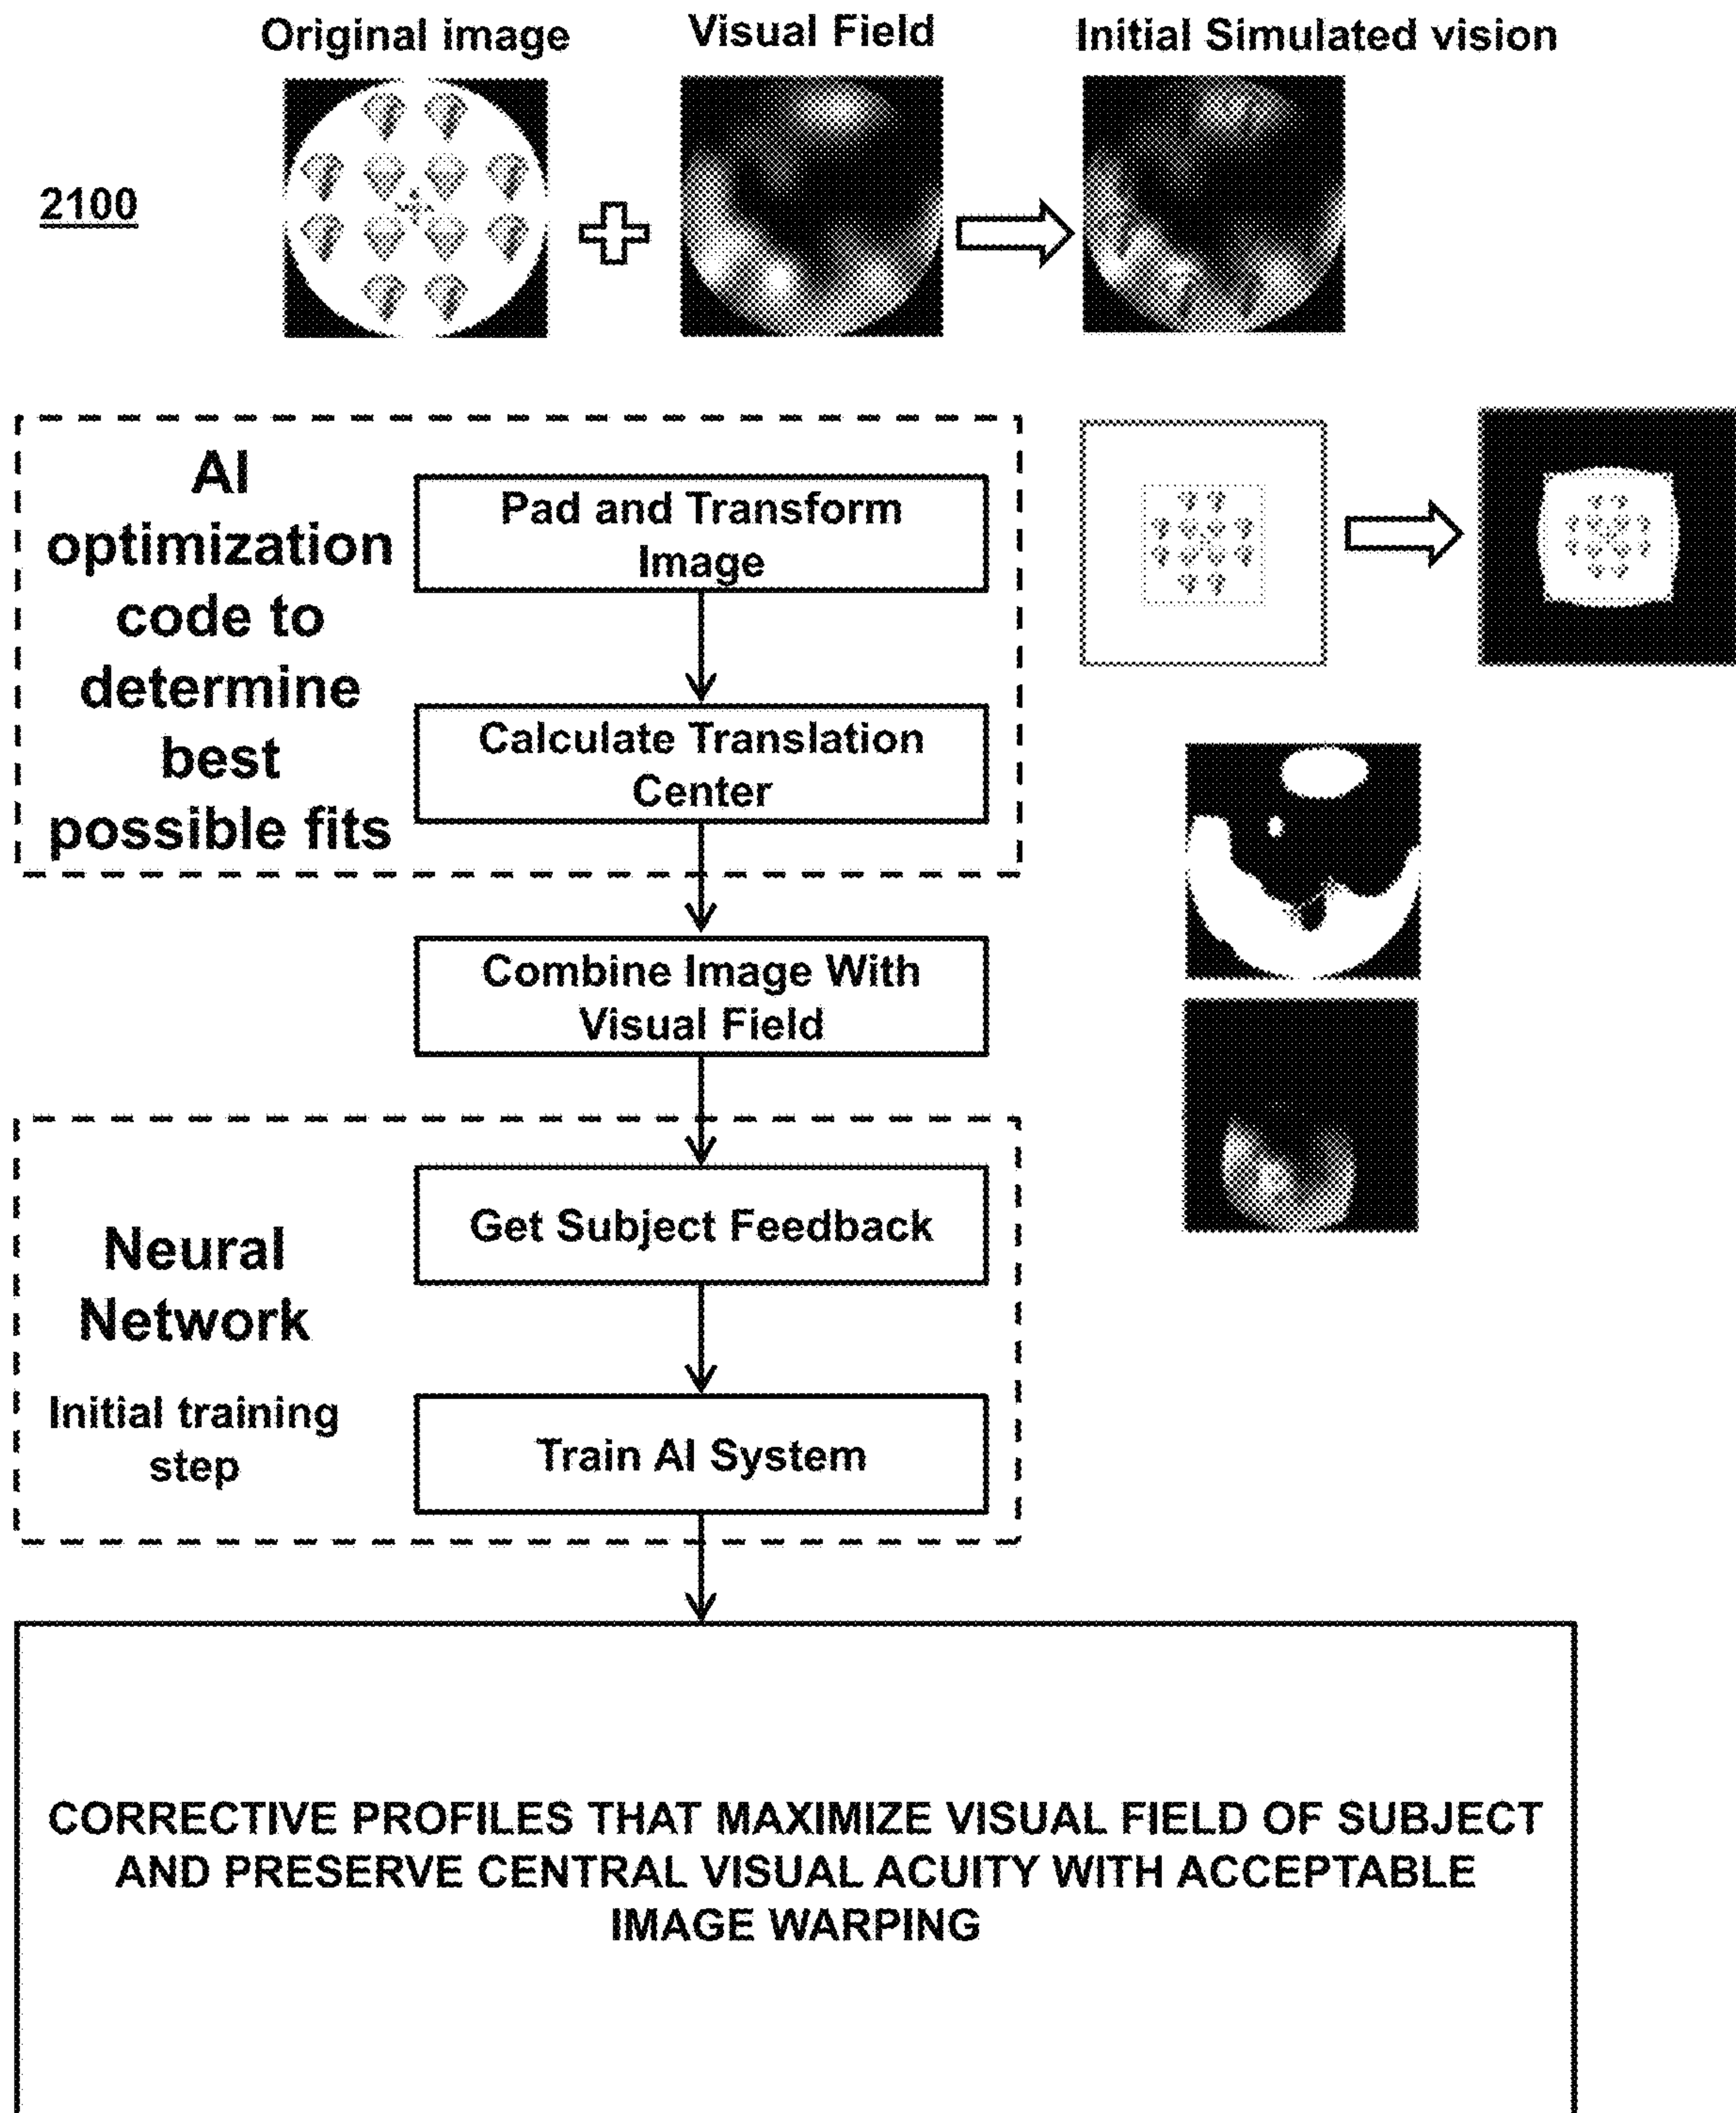 Original image
Visual Field
Initial Simulated vision
2100
AI
optimization
code to
determine
best
possible fits
Pad and Transform
Image
Calculate Translation
Center
Combine Image With
Visual Field
Neural
Network
Initial training
step
Get Subject Feedback
Train AI System
CORRECTIVE PROFILES THAT MAXIMIZE VISUAL FIELD OF SUBJECT
AND PRESERVE CENTRAL VISUAL ACUITY WITH ACCEPTABLE
IMAGE WARPING